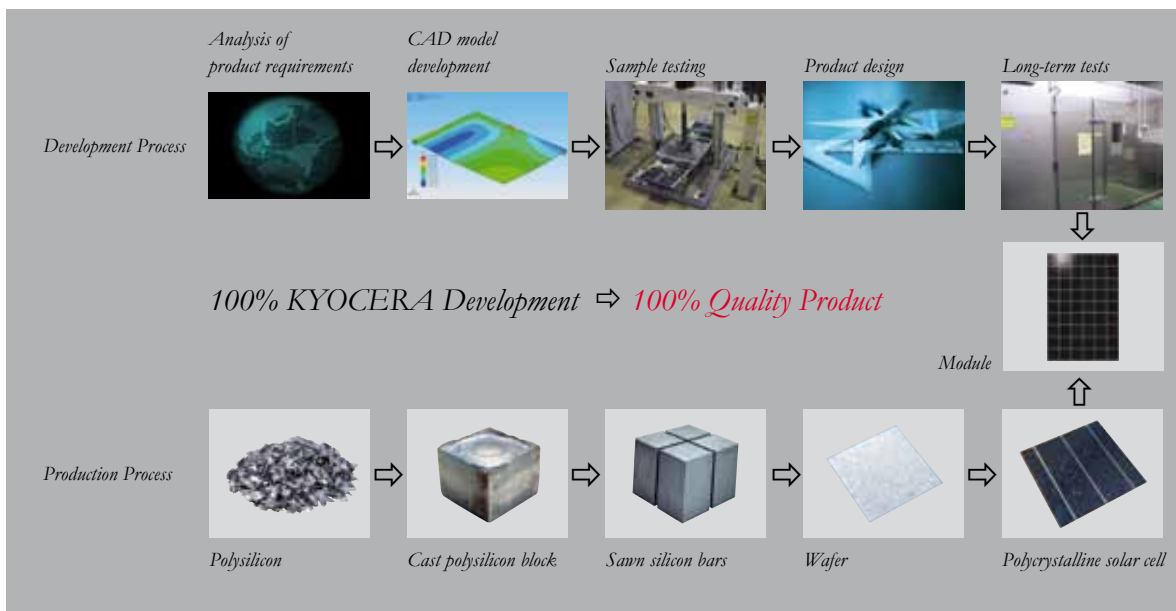 Analysis of
product requirements
CAD model
development
Sample testing
Product design
Long-term tests
Development Process
100% KYOCERA Development ⇨ 100% Quality Product
Module
Production Process
Polysilicon
Cast polysilicon block
Sawn silicon bars
Wafer
Polycrystalline solar cell